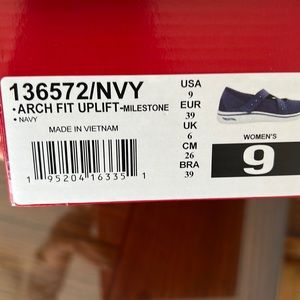 136572/NVY
•ARCH FIT UPLIFT-MILESTONE
• NAVY
MADE IN VIETNAM
1 95204 16335 1
USA
9
EUR
39
UK
6
CM
26
BRA
39
WOMEN'S
9